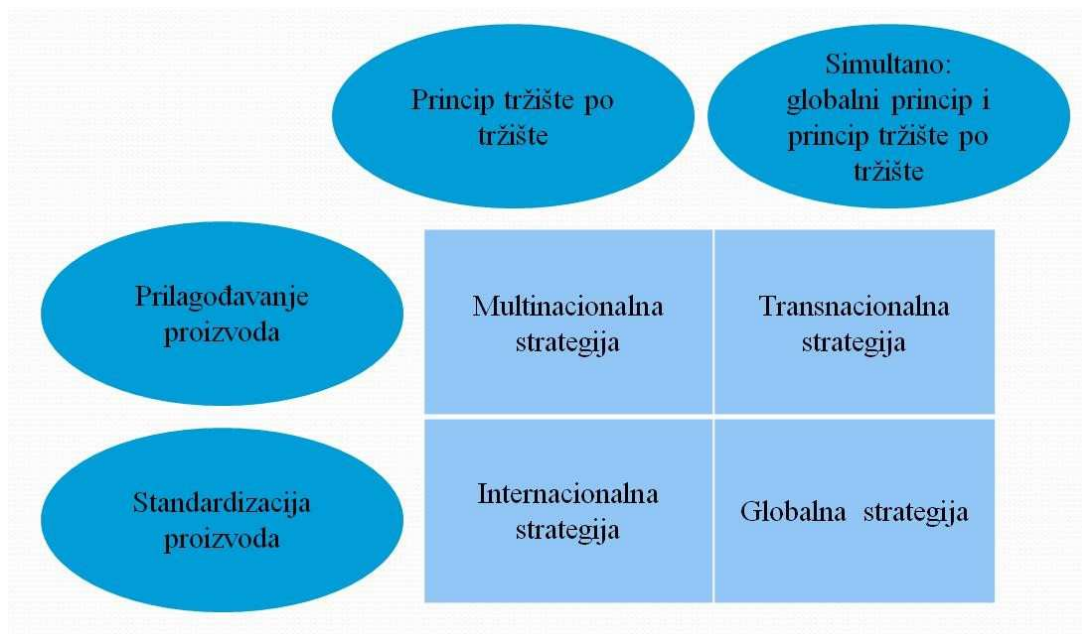 Princip tržište po
tržište
Simultano:
globalni princip i
princip tržište po
tržište
Prilagođavanje
proizvoda
Multinacionalna
strategija
Transnacionalna
strategija
Standardizacija
proizvoda
Internacionalna
strategija
Globalna strategija